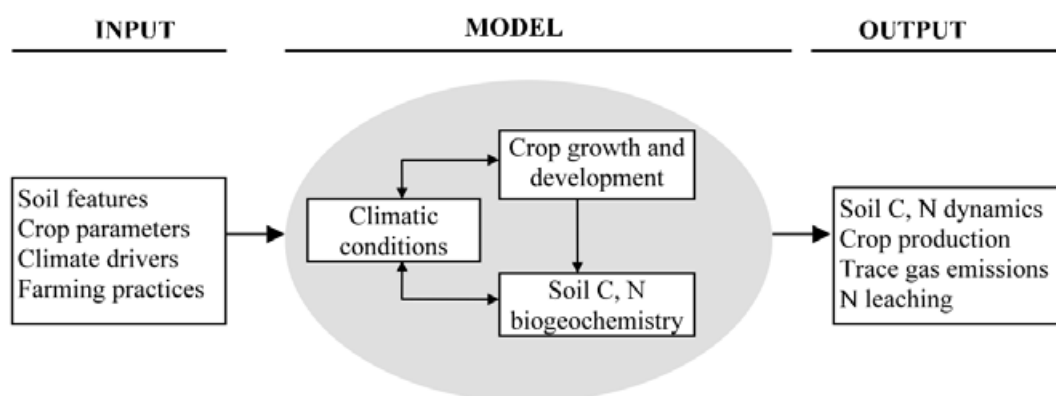 INPUT
MODEL
OUTPUT
Soil features
Crop parameters
Climate drivers
Farming practices
Climatic
conditions
Crop growth and
development
Soil C, N
biogeochemistry
Soil C, N dynamics
Crop production
Trace gas emissions
N leaching